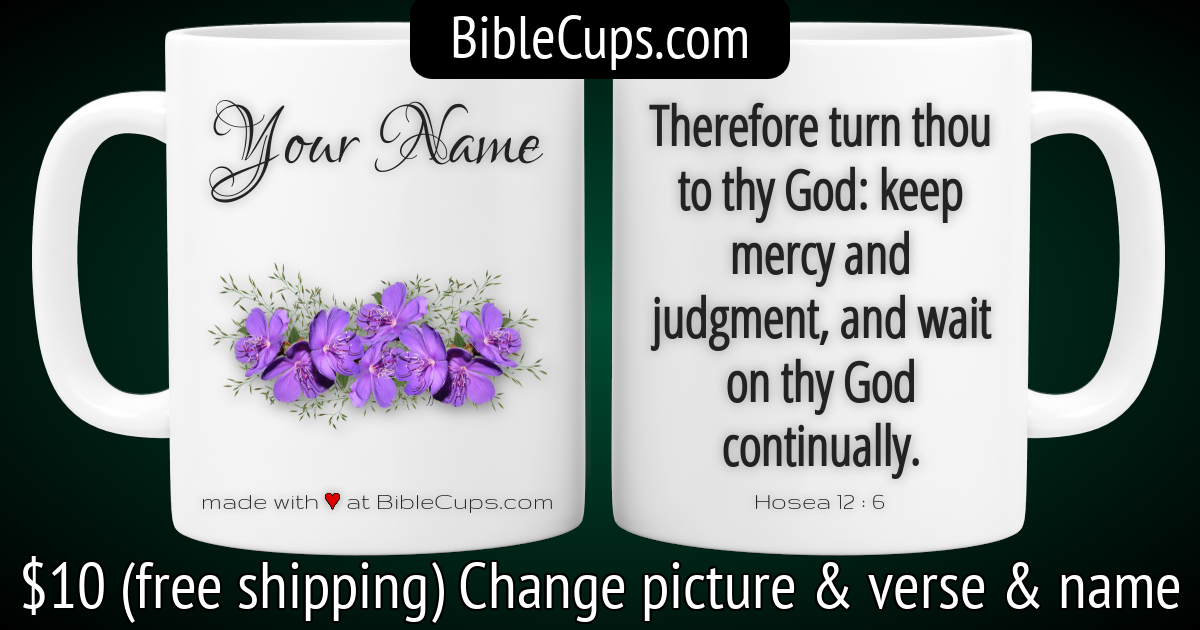 BibleCups.com
Your Name
made with ♥ at BibleCups.com
Therefore turn thou
to thy God: keep
mercy and
judgment, and wait
on thy God
continually.
Hosea 12 : 6
$10 (free shipping) Change picture & verse & name